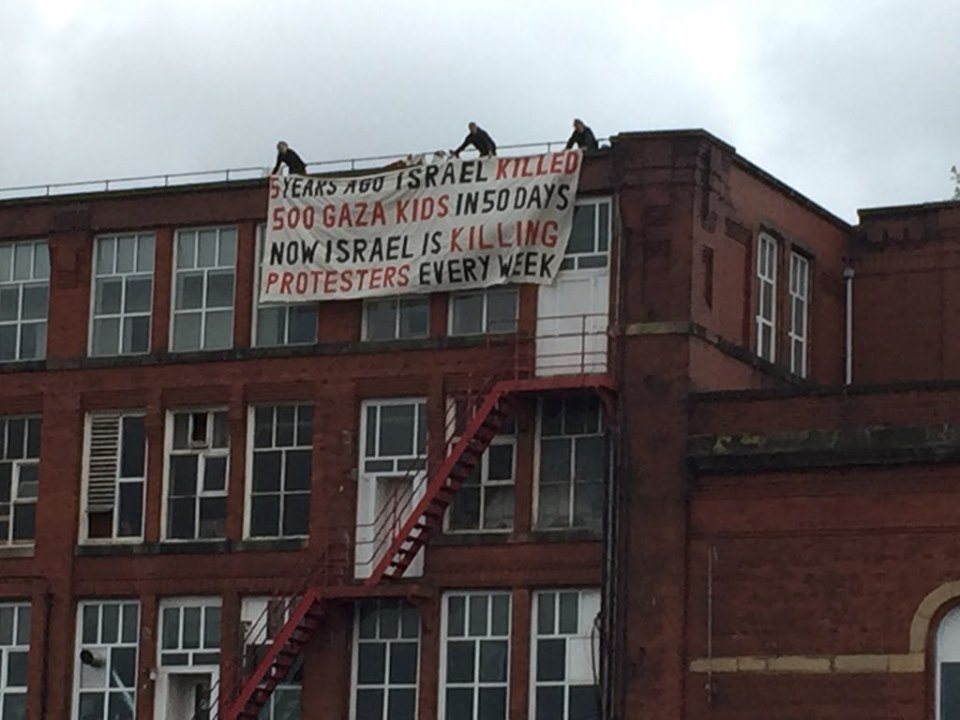 5 YEARS AGO ISRAEL KILLED
500 GAZA KIDS IN 50 DAYS
NOW ISRAEL IS KILLING
PROTESTERS EVERY WEEK